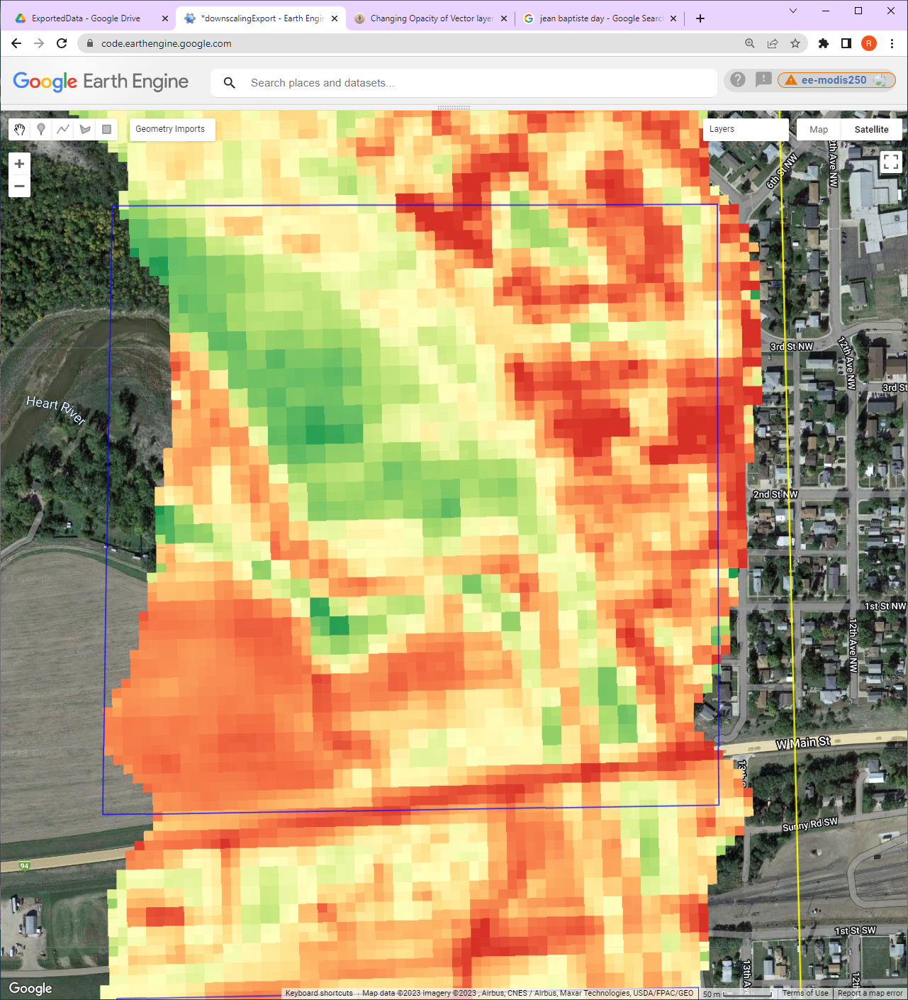 ExportedData - Google Drive
*downscalingExport - Earth Engin
Changing Opacity of Vector layer
jean baptiste day - Google Search
code.earthengine.google.com
R
Google Earth Engine
Search places and datasets...
ee-modis250
Geometry Imports
Layers
Map
Satellite
6th St NW
12th Ave NW
3rd St NW
12th Ave NW
3rd St
Heart River
2nd St NW
1st St NW
12th Ave NW
W Main St
Sunny Rd SW
94
1st St SW
13th Av
12th
Google
Keyboard shortcuts
Map data ©2023 Imagery ©2023 , Airbus, CNES / Airbus, Maxar Technologies, USDA/FPAC/GEO
50 m
Terms of Use
Report a map error